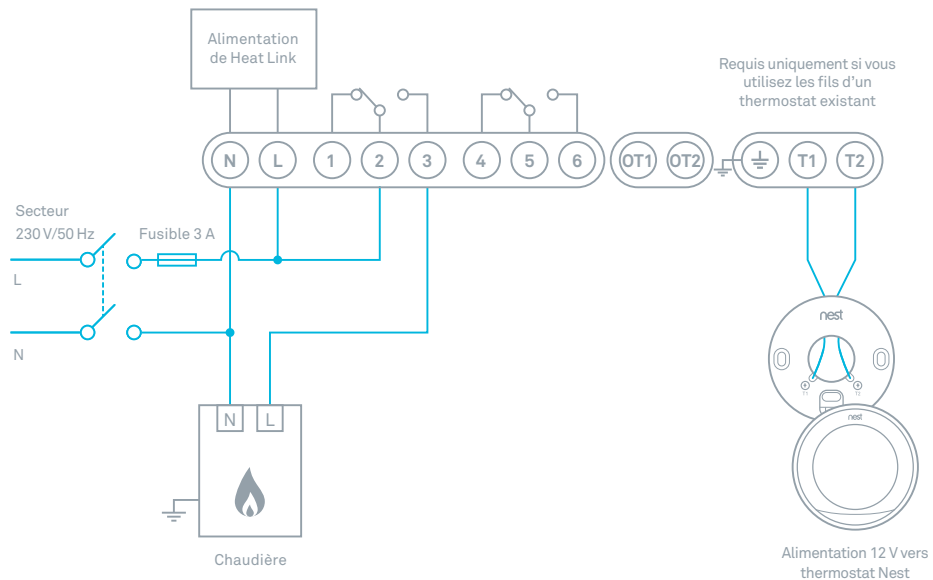 Alimentation
de Heat Link
Requis uniquement si vous
utilisez les fils d'un
thermostat existant
N L 1 2 3 4 5 6 OT1 OT2 T1 T2
Secteur
230 V/50 Hz
Fusible 3 A
L
N
nest
T1 T2
nest
N L
Chaudière
Alimentation 12 V vers
thermostat Nest